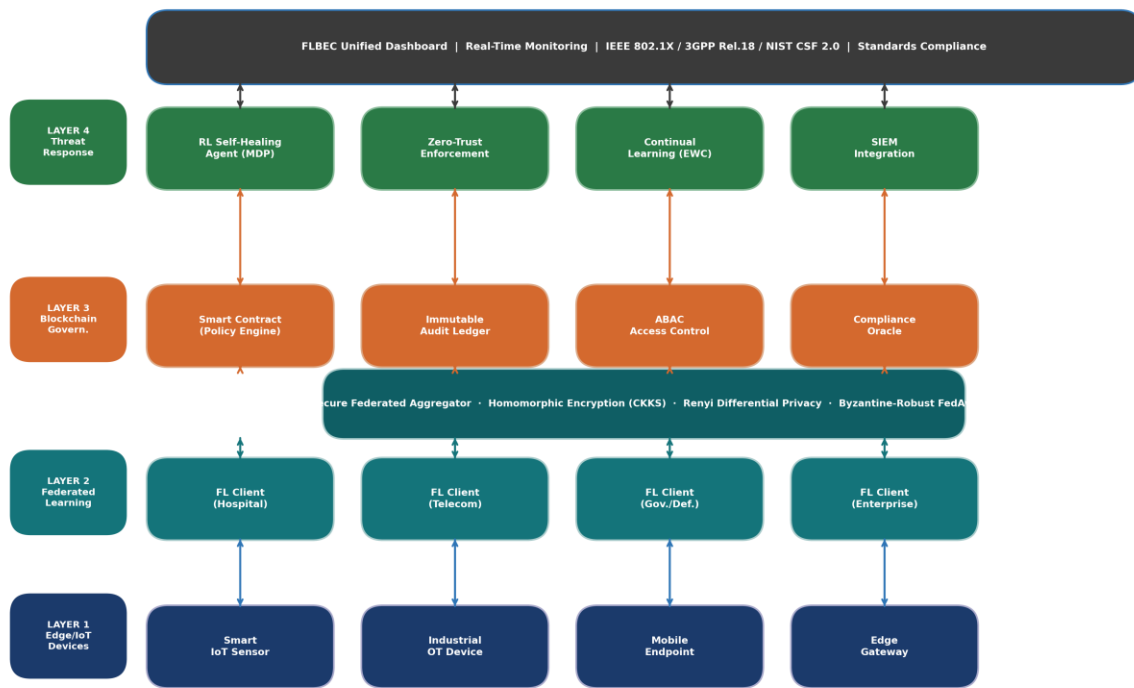 FLBEC Unified Dashboard | Real-Time Monitoring | IEEE 802.1X / 3GPP Rel.18 / NIST CSF 2.0 | Standards Compliance
LAYER 4
Threat
Response
RL Self-Healing
Agent (MDP)
Zero-Trust
Enforcement
Continual
Learning (EWC)
SIEM
Integration
LAYER 3
Blockchain
Govern.
Smart Contract
(Policy Engine)
Immutable
Audit Ledger
ABAC
Access Control
Compliance
Oracle
cure Federated Aggregator · Homomorphic Encryption (CKKS) · Renyi Differential Privacy · Byzantine-Robust FedA
LAYER 2
Federated
Learning
FL Client
(Hospital)
FL Client
(Telecom)
FL Client
(Gov./Def.)
FL Client
(Enterprise)
LAYER 1
Edge/IoT
Devices
Smart
IoT Sensor
Industrial
OT Device
Mobile
Endpoint
Edge
Gateway